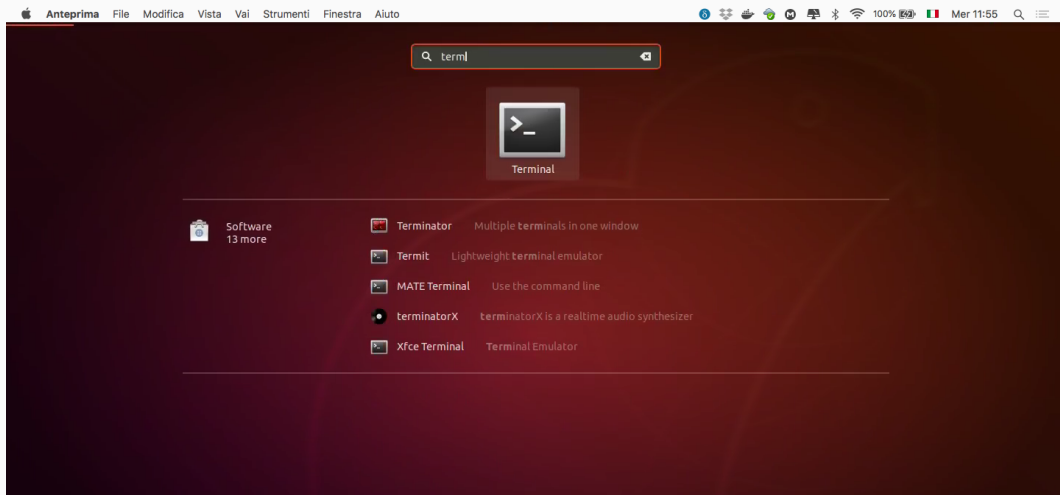 Anteprima File Modifica Vista Vai Strumenti Finestra Aiuto 100% Mer 11:55
term
Terminal
Software
13 more
Terminator Multiple terminals in one window
Termit Lightweight terminal emulator
MATE Terminal Use the command line
terminatorX terminatorX is a realtime audio synthesizer
Xfce Terminal Terminal Emulator